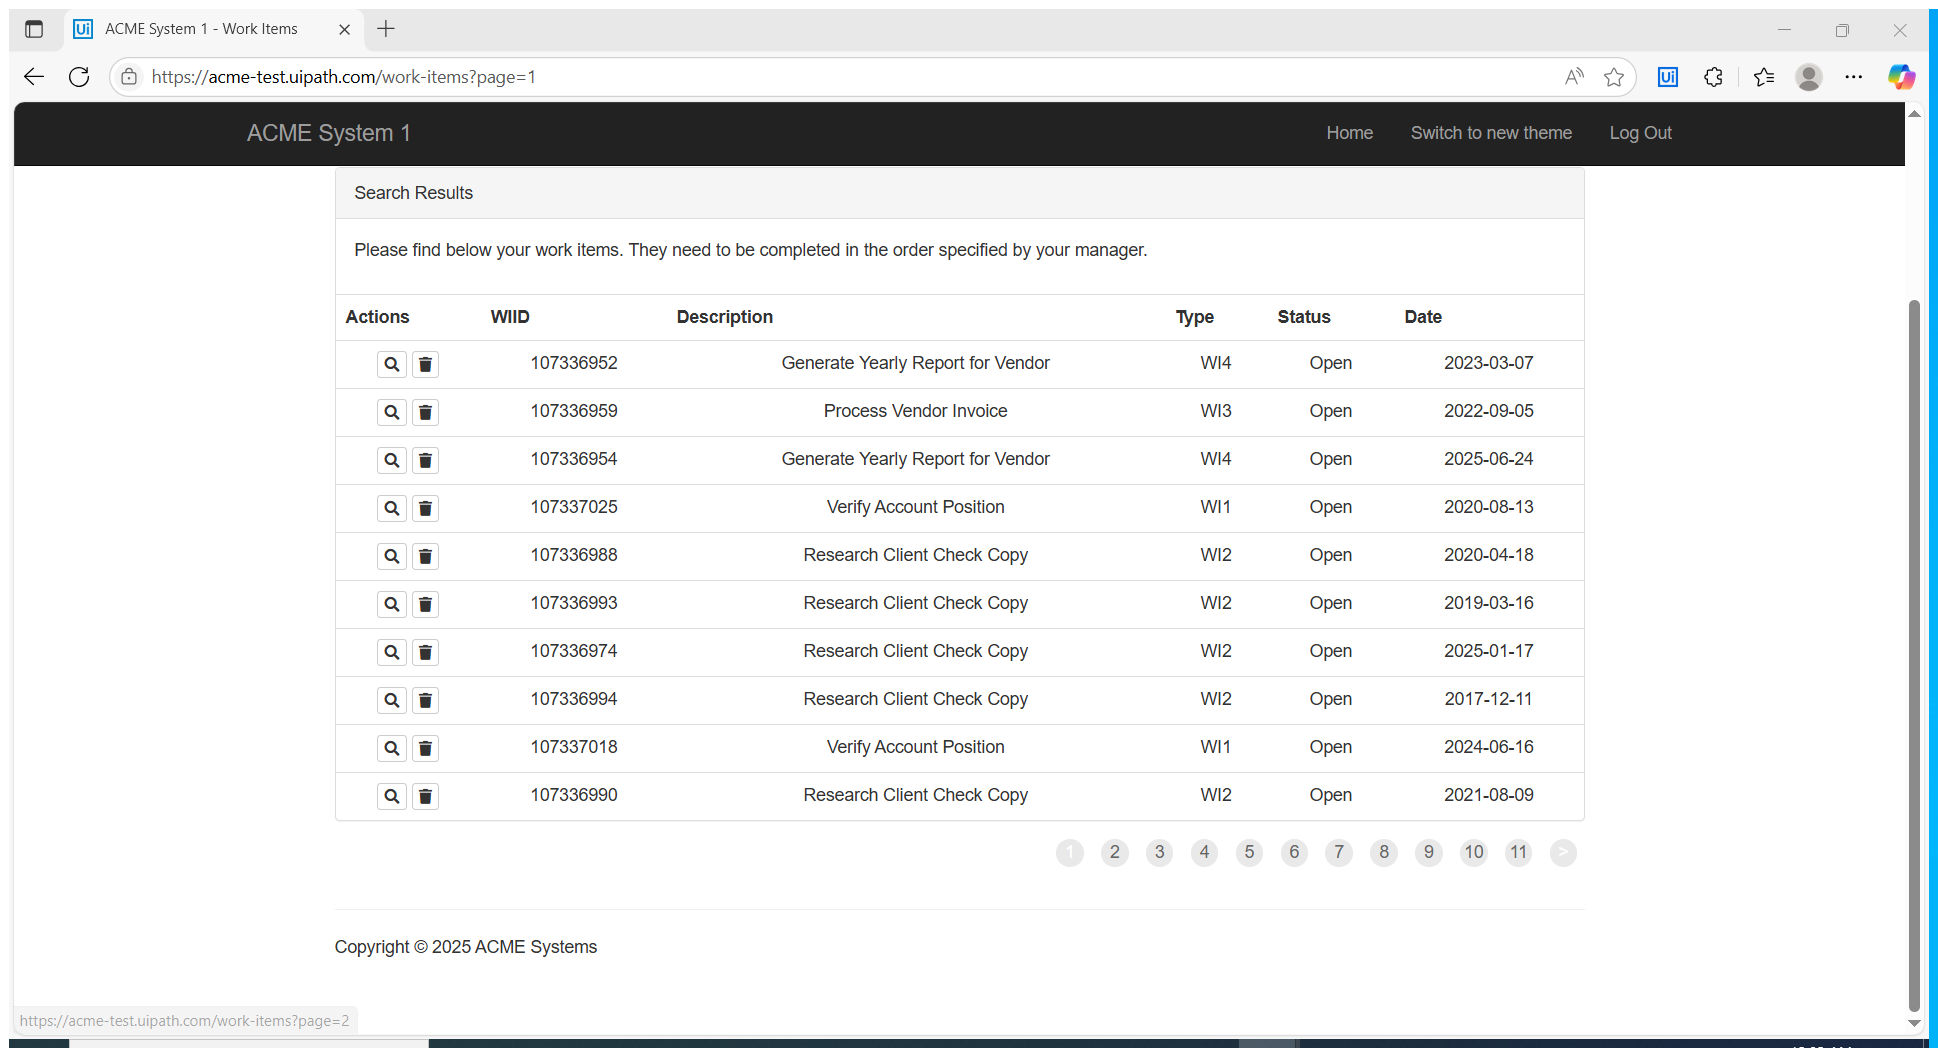 ACME System 1 - Work Items
https://acme-test.uipath.com/work-items?page=1
ACME System 1 Home Switch to new theme Log Out
Search Results
Please find below your work items. They need to be completed in the order specified by your manager.
Actions WIID Description Type Status Date
107336952 Generate Yearly Report for Vendor WI4 Open 2023-03-07
107336959 Process Vendor Invoice WI3 Open 2022-09-05
107336954 Generate Yearly Report for Vendor WI4 Open 2025-06-24
107337025 Verify Account Position WI1 Open 2020-08-13
107336988 Research Client Check Copy WI2 Open 2020-04-18
107336993 Research Client Check Copy WI2 Open 2019-03-16
107336974 Research Client Check Copy WI2 Open 2025-01-17
107336994 Research Client Check Copy WI2 Open 2017-12-11
107337018 Verify Account Position WI1 Open 2024-06-16
107336990 Research Client Check Copy WI2 Open 2021-08-09
1 2 3 4 5 6 7 8 9 10 11 >
Copyright © 2025 ACME Systems
https://acme-test.uipath.com/work-items?page=2